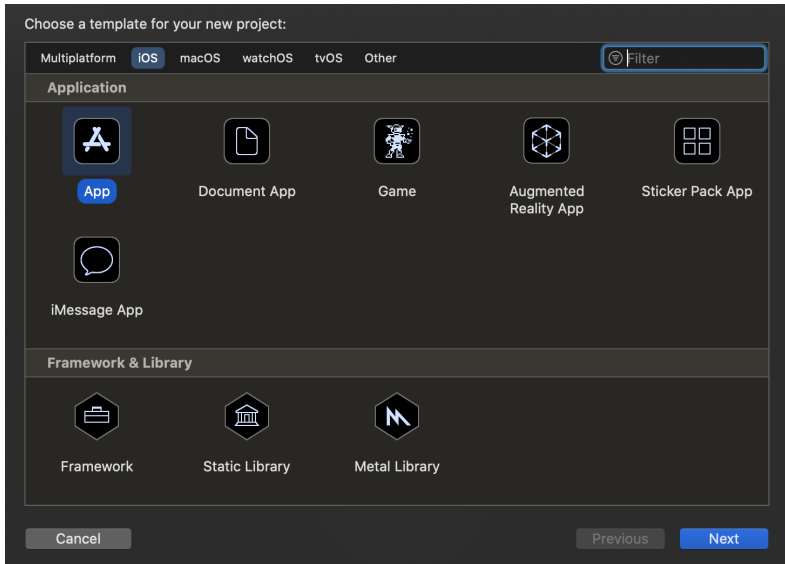 Choose a template for your new project:
Multiplatform iOS macOS watchOS tvOS Other Filter
Application
App Document App Game Augmented Reality App Sticker Pack App
iMessage App
Framework & Library
Framework Static Library Metal Library
Cancel Previous Next